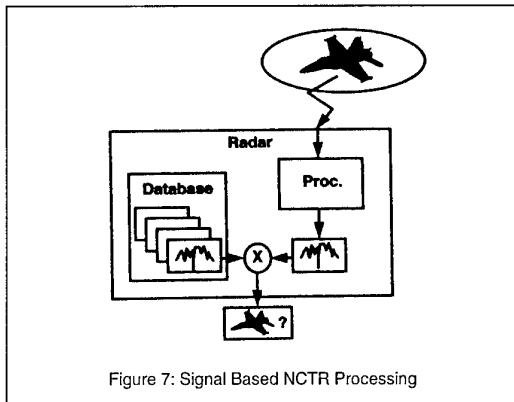 Radar
Database
Proc.
X
?
Figure 7: Signal Based NCTR Processing